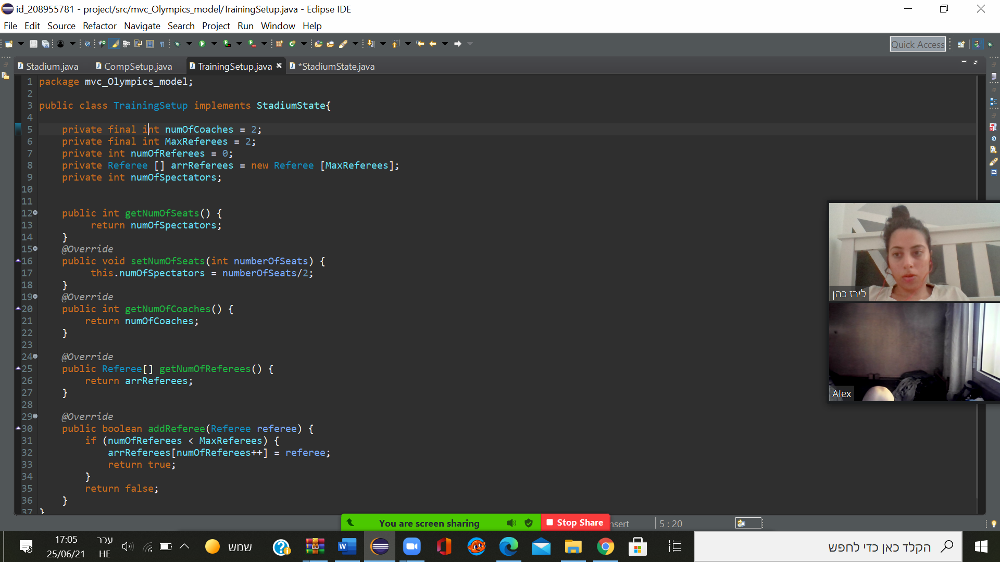 id_208955781 - project/src/mvc_Olympics_model/TrainingSetup.java - Eclipse IDE
File Edit Source Refactor Navigate Search Project Run Window Help
Quick Access
Stadium.java CompSetup.java TrainingSetup.java *StadiumState.java
1 package mvc_Olympics_model;
2
3 public class TrainingSetup implements StadiumState{
4
5 private final int numOfCoaches = 2;
6 private final int MaxReferees = 2;
7 private int numOfReferees = 0;
8 private Referee [] arrReferees = new Referee [MaxReferees];
9 private int numOfSpectators;
10
11
12 public int getNumOfSeats() {
13 return numOfSpectators;
14 }
15 @Override
16 public void setNumOfSeats(int numberOfSeats) {
17 this.numOfSpectators = numberOfSeats/2;
18 }
19 @Override
20 public int getNumOfCoaches() {
21 return numOfCoaches;
22 }
23
24 @Override
25 public Referee[] getNumOfReferees() {
26 return arrReferees;
27 }
28
29 @Override
30 public boolean addReferee(Referee referee) {
31 if (numOfReferees < MaxReferees) {
32 arrReferees[numOfReferees++] = referee;
33 return true;
34 }
35 return false;
36 }
37 }
לירז כהן
Alex
You are screen sharing Stop Share nsert 5 : 20
17:05
25/06/21
עבר
HE
שמש
הקלד כאן כדי לחפש